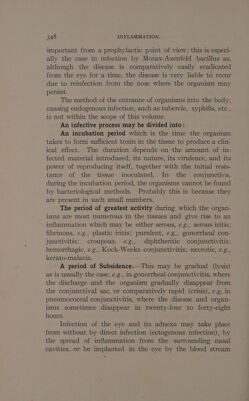 348 INFLAMMATION.
important from a prophylactic point of view; this is especi-
ally the case in infection by Morax-Axenfeld bacillus as,
although the disease is comparatively easily eradicated
from the eye for a time, the disease is very liable to recur
due to reinfection from the nose where the organism may
persist.
The method of the entrance of organisms into the body,
causing endogenous infection, such as tubercle, syphilis, etc.,
is not within the scope of this volume.
An infective process may be divided into:
An incubation period which is the time the organism
takes to form sufficient toxin in the tissue to produce a clin-
ical effect. The duration depends on the amount of in-
fected material introduced, its nature, its virulence, and its
power of reproducing itself, together with the initial resis-
tance of the tissue inoculated. In the conjunctiva,
during the incubation period, the organisms cannot be found
by bacteriological methods. Probably this is because they
are present in such small numbers.
The period of greatest activity during which the organ-
isms are most numerous in the tissues and give rise to an
inflammation which may be either serous, e.g., serous iritis;
fibrinous, e.g., plastic iritis; purulent, e.g., gonorrhœal con-
junctivitis; croupous, e.g., diphtheritic conjunctivitis;
hemorrhagic, e.g., Kock-Weeks conjunctivitis; necrotic, e.g.,
kerato-malacia.
A period of Subsidence.—This may be gradual (lysis)
as is usually the case, e.g., in gonorrhœal conjunctivitis, where
the discharge and the organism gradually disappear from
the conjunctival sac, or comparatively rapid (crisis), e.g, in
pneumococcal conjunctivitis, where the disease and organ-
isms sometimes disappear in twenty-four to forty-eight
hours.
Infection of the eye and its adnexa may take place
from without by direct infection (ectogenous infection), by
the spread of inflammation from the surrounding nasal
cavities, or be implanted in the eye by the blood stream